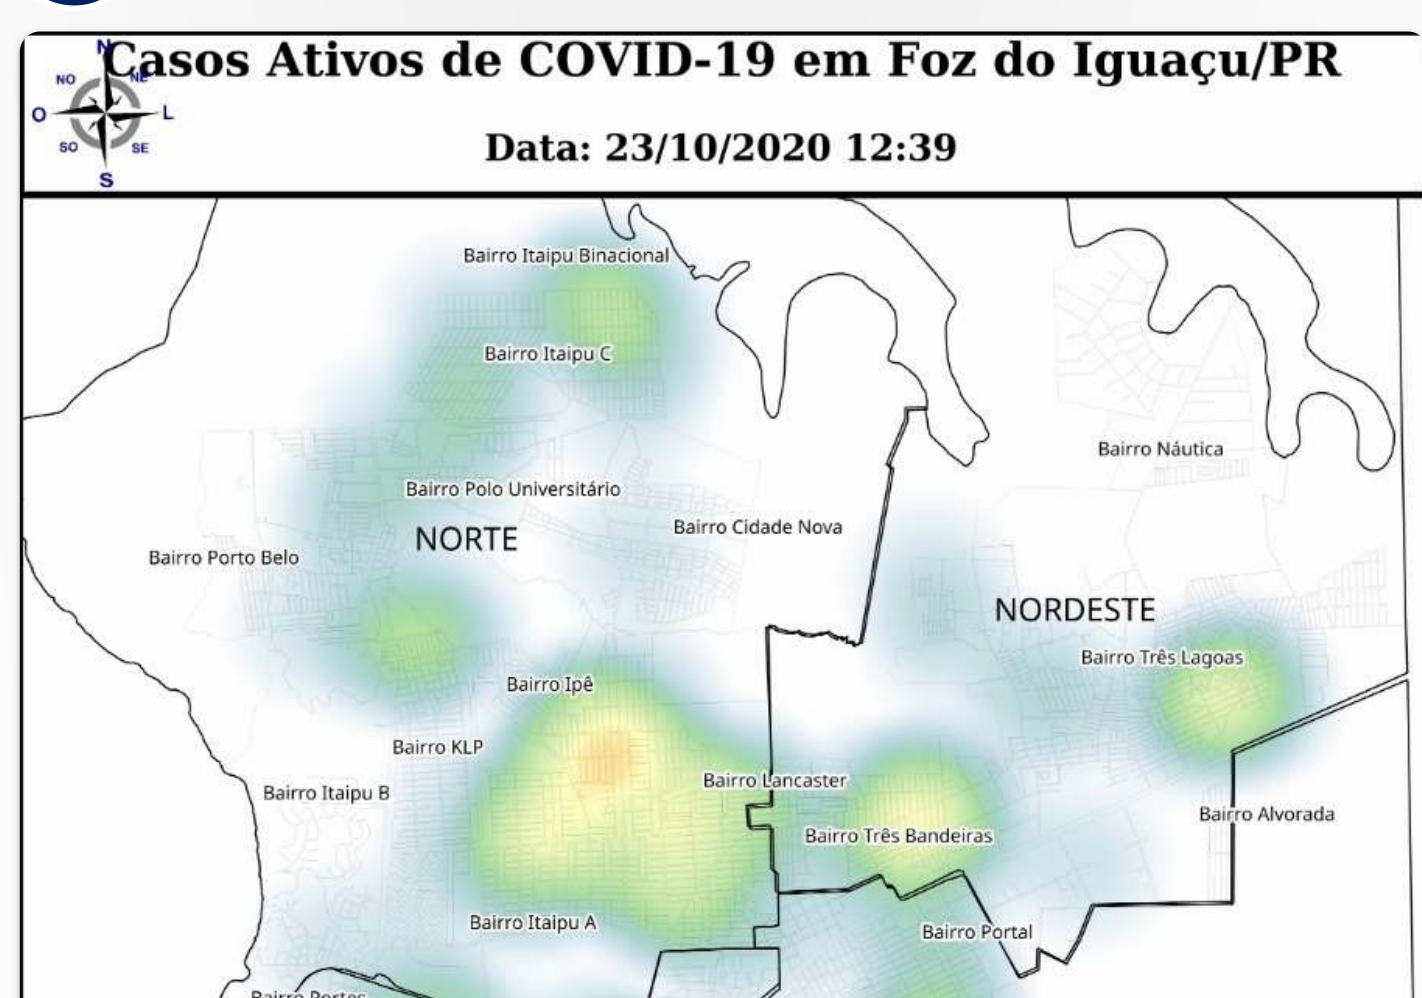 Casos Ativos de COVID-19 em Foz do Iguaçu/PR
N
NO
NE
O
L
SO
SE
S
Data: 23/10/2020 12:39
Bairro Itaipu Binacional
Bairro Itaipu C
Bairro Náutica
Bairro Polo Universitário
Bairro Cidade Nova
NORTE
Bairro Porto Belo
NORDESTE
Bairro Três Lagoas
Bairro Ipê
Bairro KLP
Bairro Lancaster
Bairro Itaipu B
Bairro Alvorada
Bairro Três Bandeiras
Bairro Itaipu A
Bairro Portal
Bairro Portes